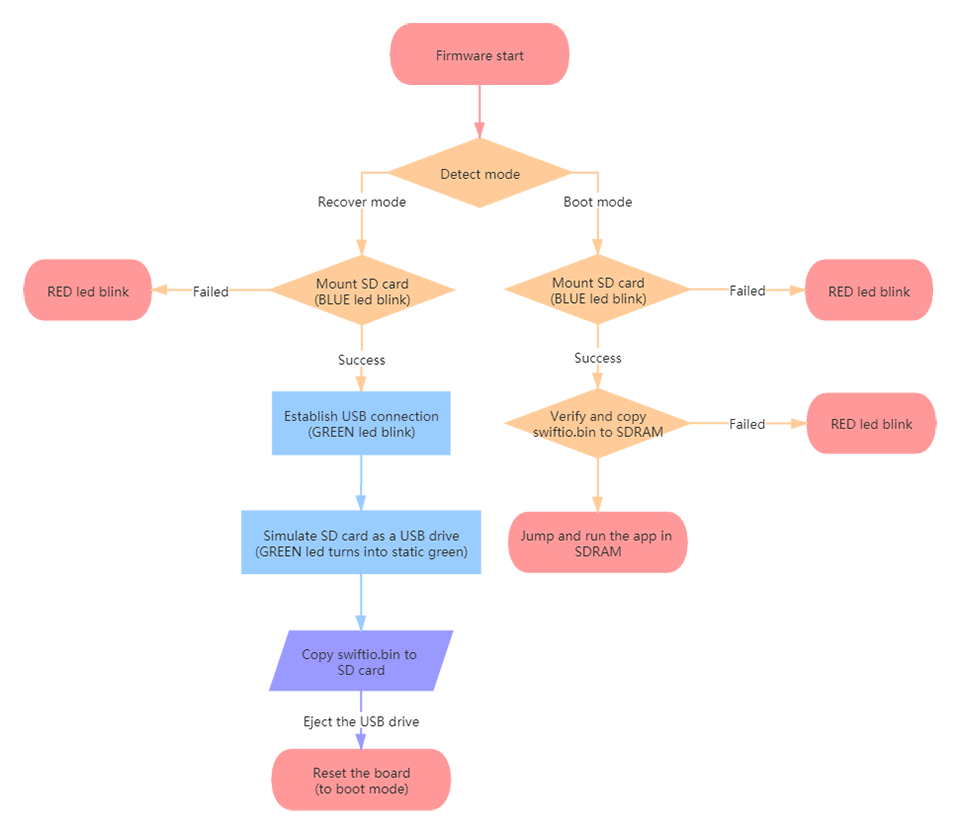 Firmware start
Detect mode
Recover mode
Boot mode
RED led blink
Failed
Mount SD card
(BLUE led blink)
Mount SD card
(BLUE led blink)
Failed
RED led blink
Success
Success
Establish USB connection
(GREEN led blink)
Verify and copy
swiftio.bin to SDRAM
Failed
RED led blink
Simulate SD card as a USB drive
(GREEN led turns into static green)
Jump and run the app in
SDRAM
Copy swiftio.bin to
SD card
Eject the USB drive
Reset the board
(to boot mode)